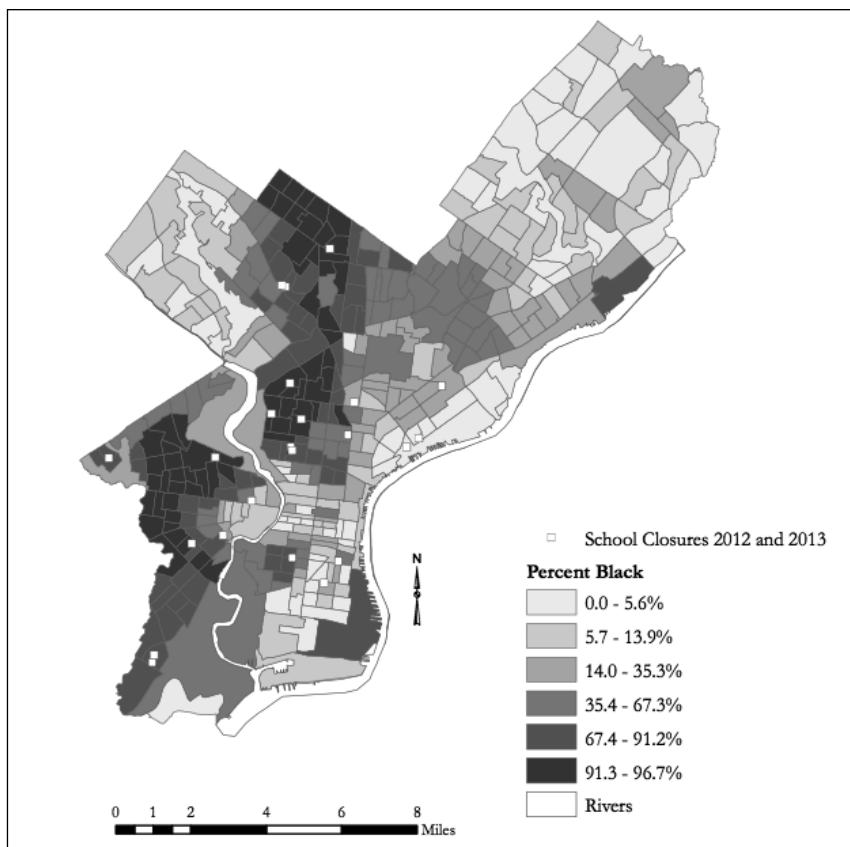 N
School Closures 2012 and 2013
Percent Black
0.0 - 5.6%
5.7 - 13.9%
14.0 - 35.3%
35.4 - 67.3%
67.4 - 91.2%
91.3 - 96.7%
Rivers
0 1 2 4 6 8
Miles